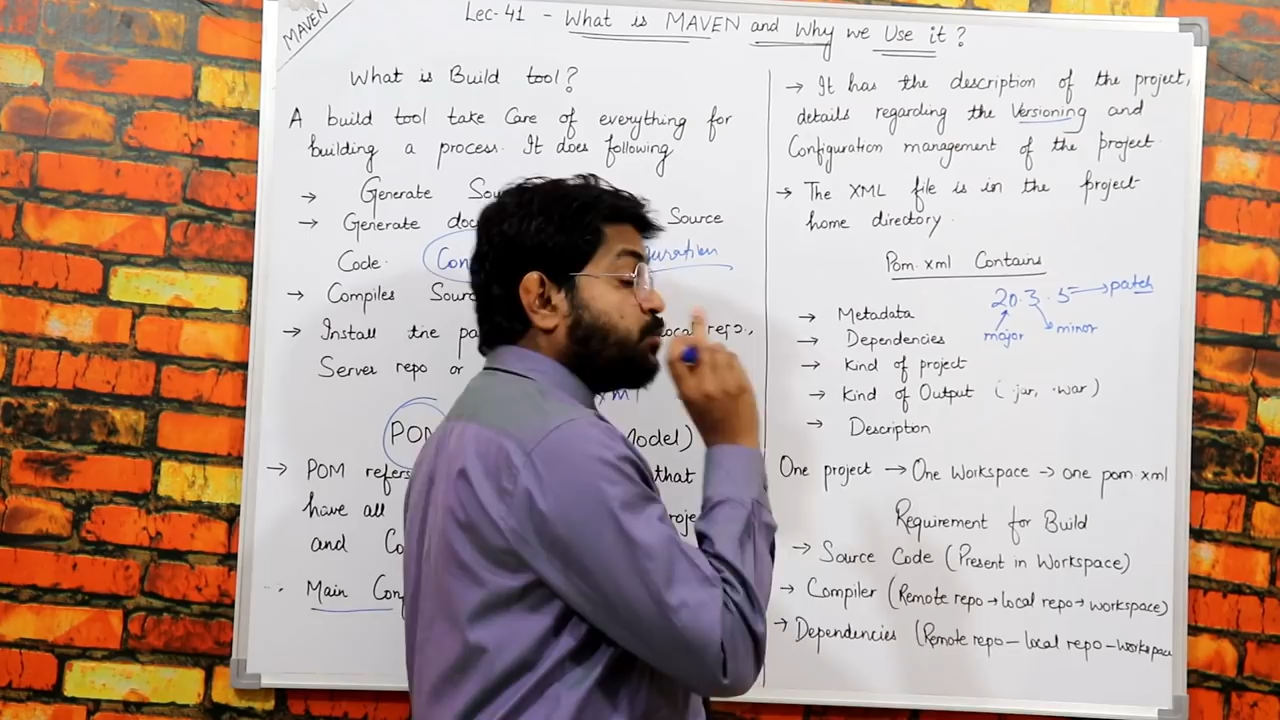 MAVEN
Lec-41 - What is MAVEN and Why we Use it?
What is Build tool?
A build tool take Care of everything for
building a process. It does following
→ Generate
→ Generate Source
Code.
→ Compiles
→ Install the local repo.,
Server repo or
xml
POM Model)
→ POM refers that
have all
and
Main
→ It has the description of the project,
details regarding the Versioning and
Configuration management of the project.
→ The XML file is in the project
home directory.
Pom.xml Contains
20.3.5 → patch
major minor
→ Metadata
→ Dependencies
→ Kind of project
→ Kind of Output (.jar, .war)
→ Description
One project → One Workspace → one pom.xml
Requirement for Build
→ Source Code (Present in Workspace)
→ Compiler (Remote repo → local repo → workspace)
→ Dependencies (Remote repo – local repo – workspace